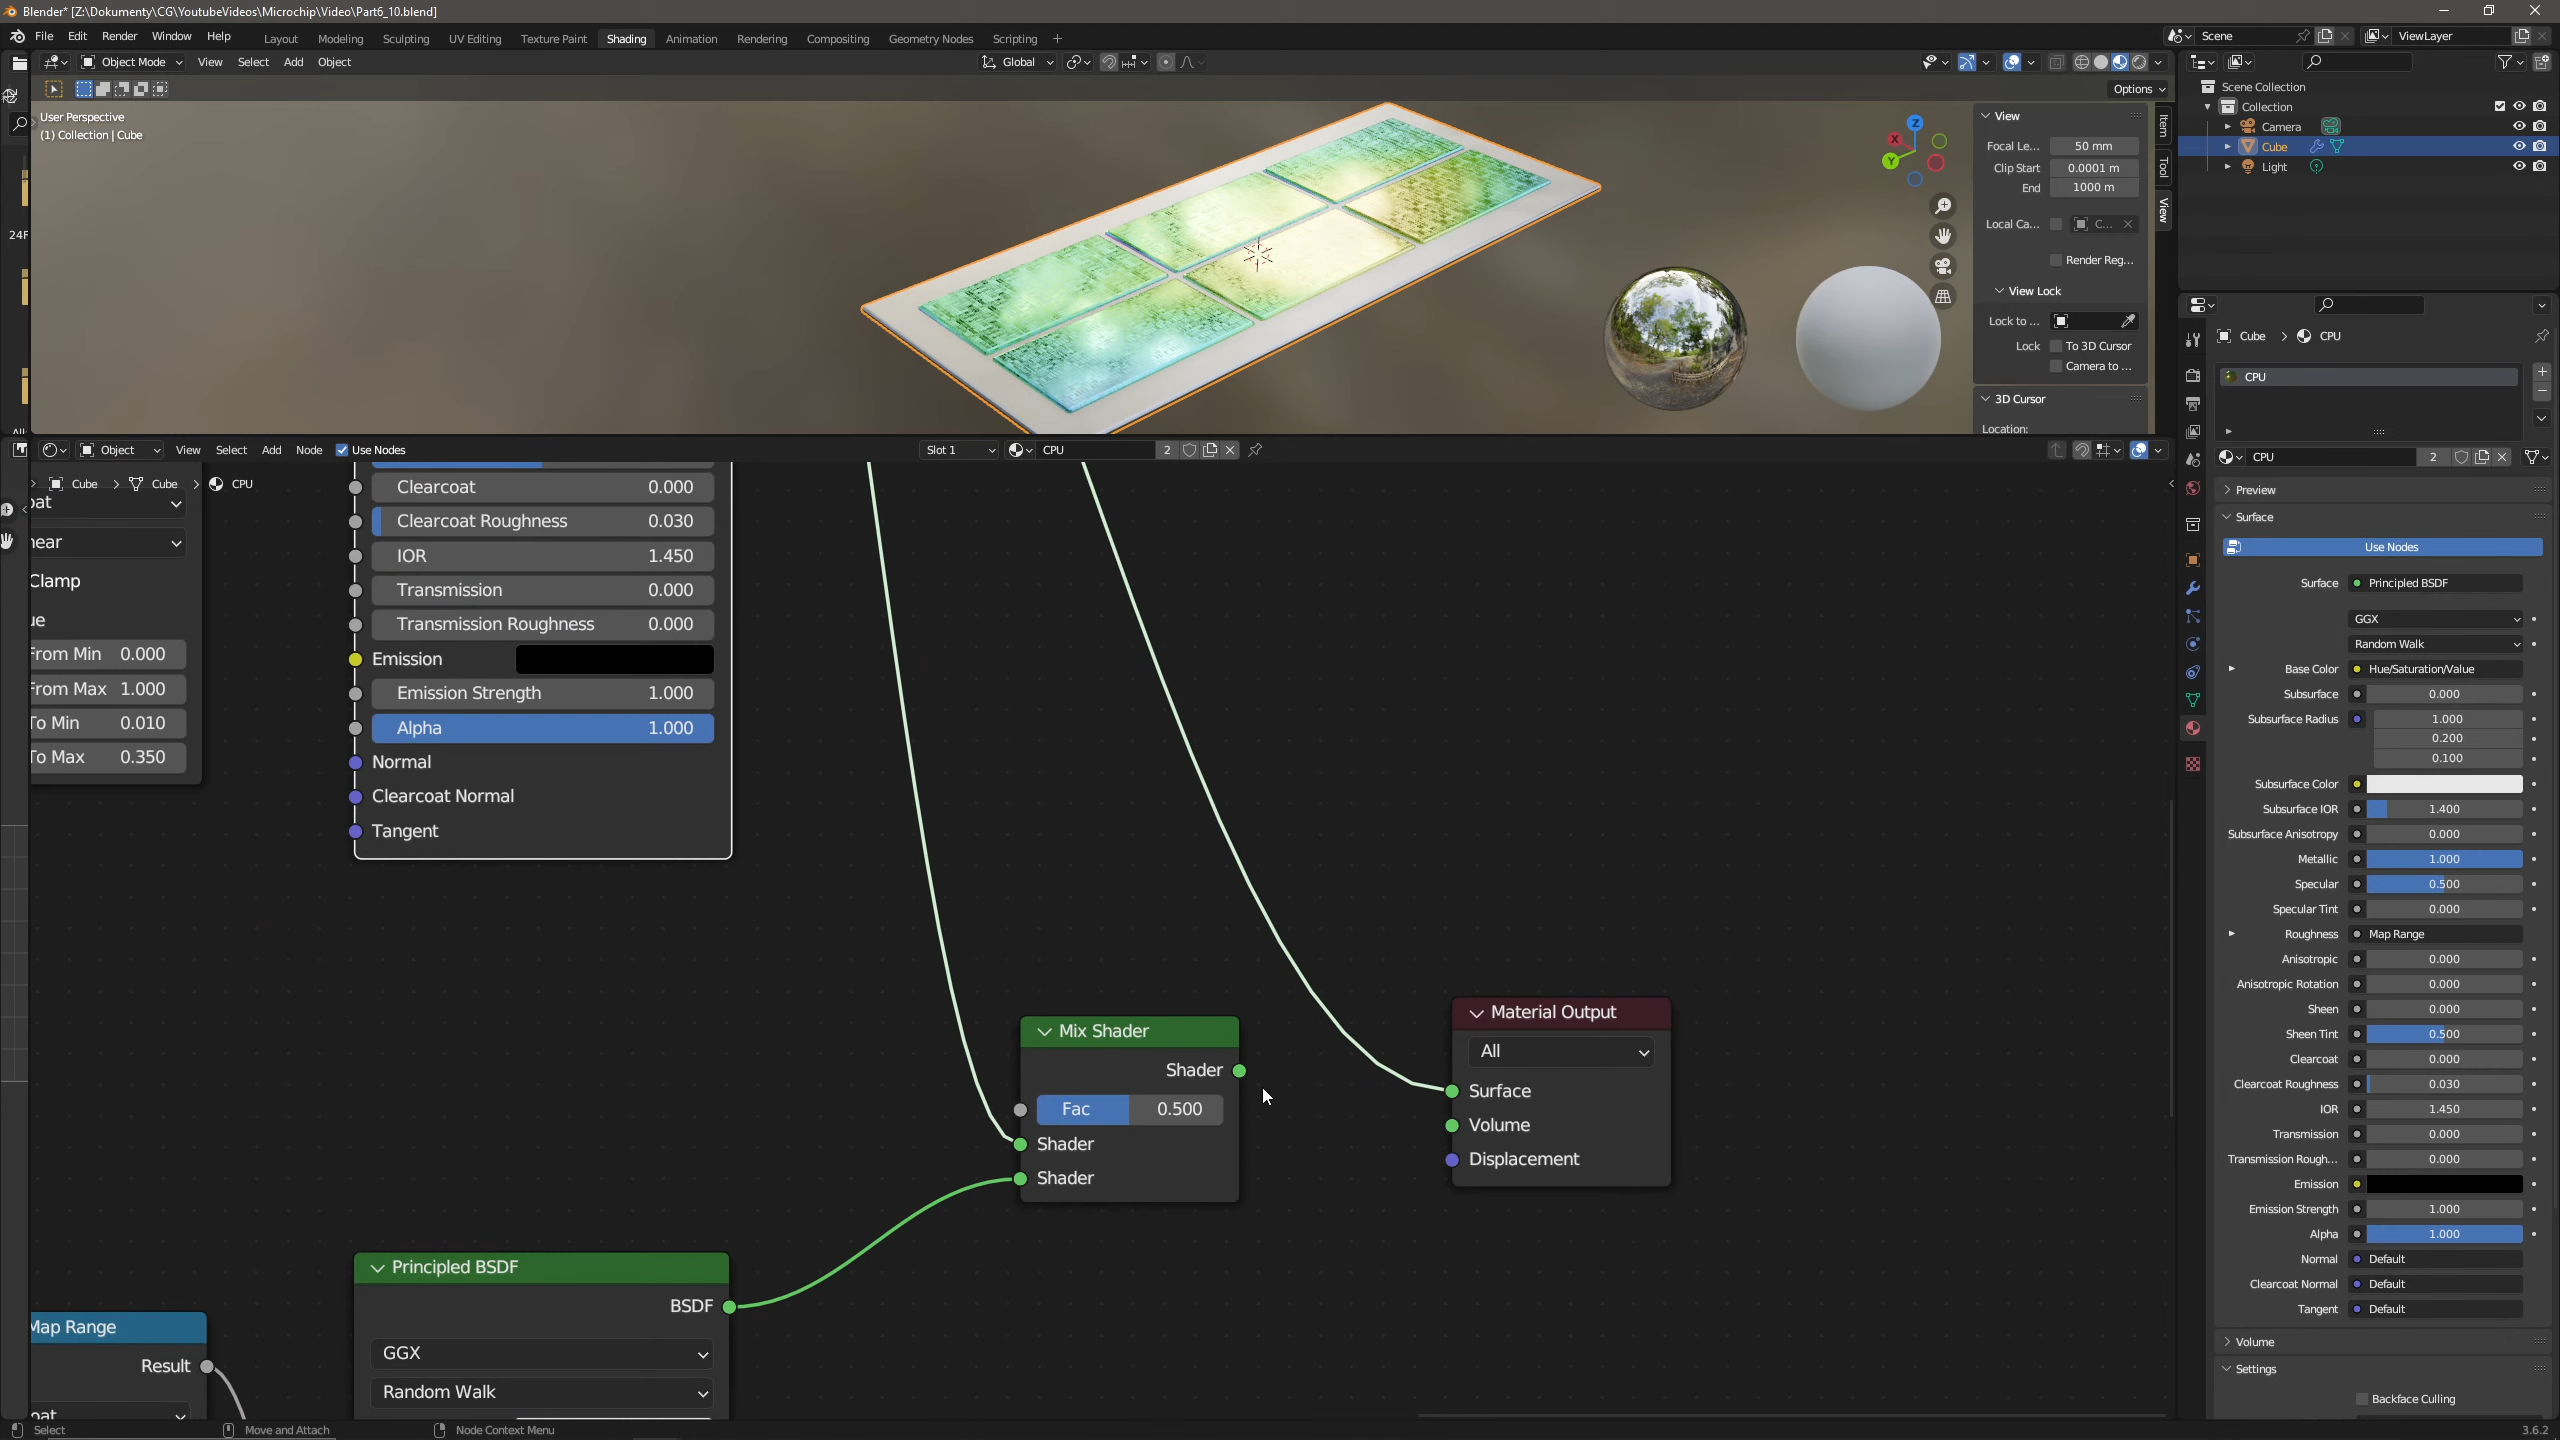 Blender* [Z:\Dokumenty\CG\YoutubeVideos\Microchip\Video\Part6_10.blend]
File Edit Render Window Help Layout Modeling Sculpting UV Editing Texture Paint Shading Animation Rendering Compositing Geometry Nodes Scripting + Scene ViewLayer
Object Mode View Select Add Object Global
Options
User Perspective
(1) Collection | Cube
Z
X
Y
View
Focal Le... 50 mm
Clip Start 0.0001 m
End 1000 m
Local Ca... C...
Render Reg...
View Lock
Lock to ...
Lock To 3D Cursor
Camera to ...
3D Cursor
Location:
Item
Tool
View
24F
Scene Collection
Collection
Camera
Cube
Light
Object View Select Add Node Use Nodes Slot 1 CPU 2
Cube > Cube > CPU
oat
near
Clamp
ue
From Min 0.000
From Max 1.000
To Min 0.010
To Max 0.350
Clearcoat 0.000
Clearcoat Roughness 0.030
IOR 1.450
Transmission 0.000
Transmission Roughness 0.000
Emission
Emission Strength 1.000
Alpha 1.000
Normal
Clearcoat Normal
Tangent
Mix Shader
Shader
Fac 0.500
Shader
Shader
Material Output
All
Surface
Volume
Displacement
Principled BSDF
BSDF
GGX
Random Walk
Map Range
Result
oat
Cube > CPU
CPU
CPU 2
Preview
Surface
Use Nodes
Surface Principled BSDF
GGX
Random Walk
Base Color Hue/Saturation/Value
Subsurface 0.000
Subsurface Radius 1.000
0.200
0.100
Subsurface Color
Subsurface IOR 1.400
Subsurface Anisotropy 0.000
Metallic 1.000
Specular 0.500
Specular Tint 0.000
Roughness Map Range
Anisotropic 0.000
Anisotropic Rotation 0.000
Sheen 0.000
Sheen Tint 0.500
Clearcoat 0.000
Clearcoat Roughness 0.030
IOR 1.450
Transmission 0.000
Transmission Rough... 0.000
Emission
Emission Strength 1.000
Alpha 1.000
Normal Default
Clearcoat Normal Default
Tangent Default
Volume
Settings
Backface Culling
Select Move and Attach Node Context Menu 3.6.2